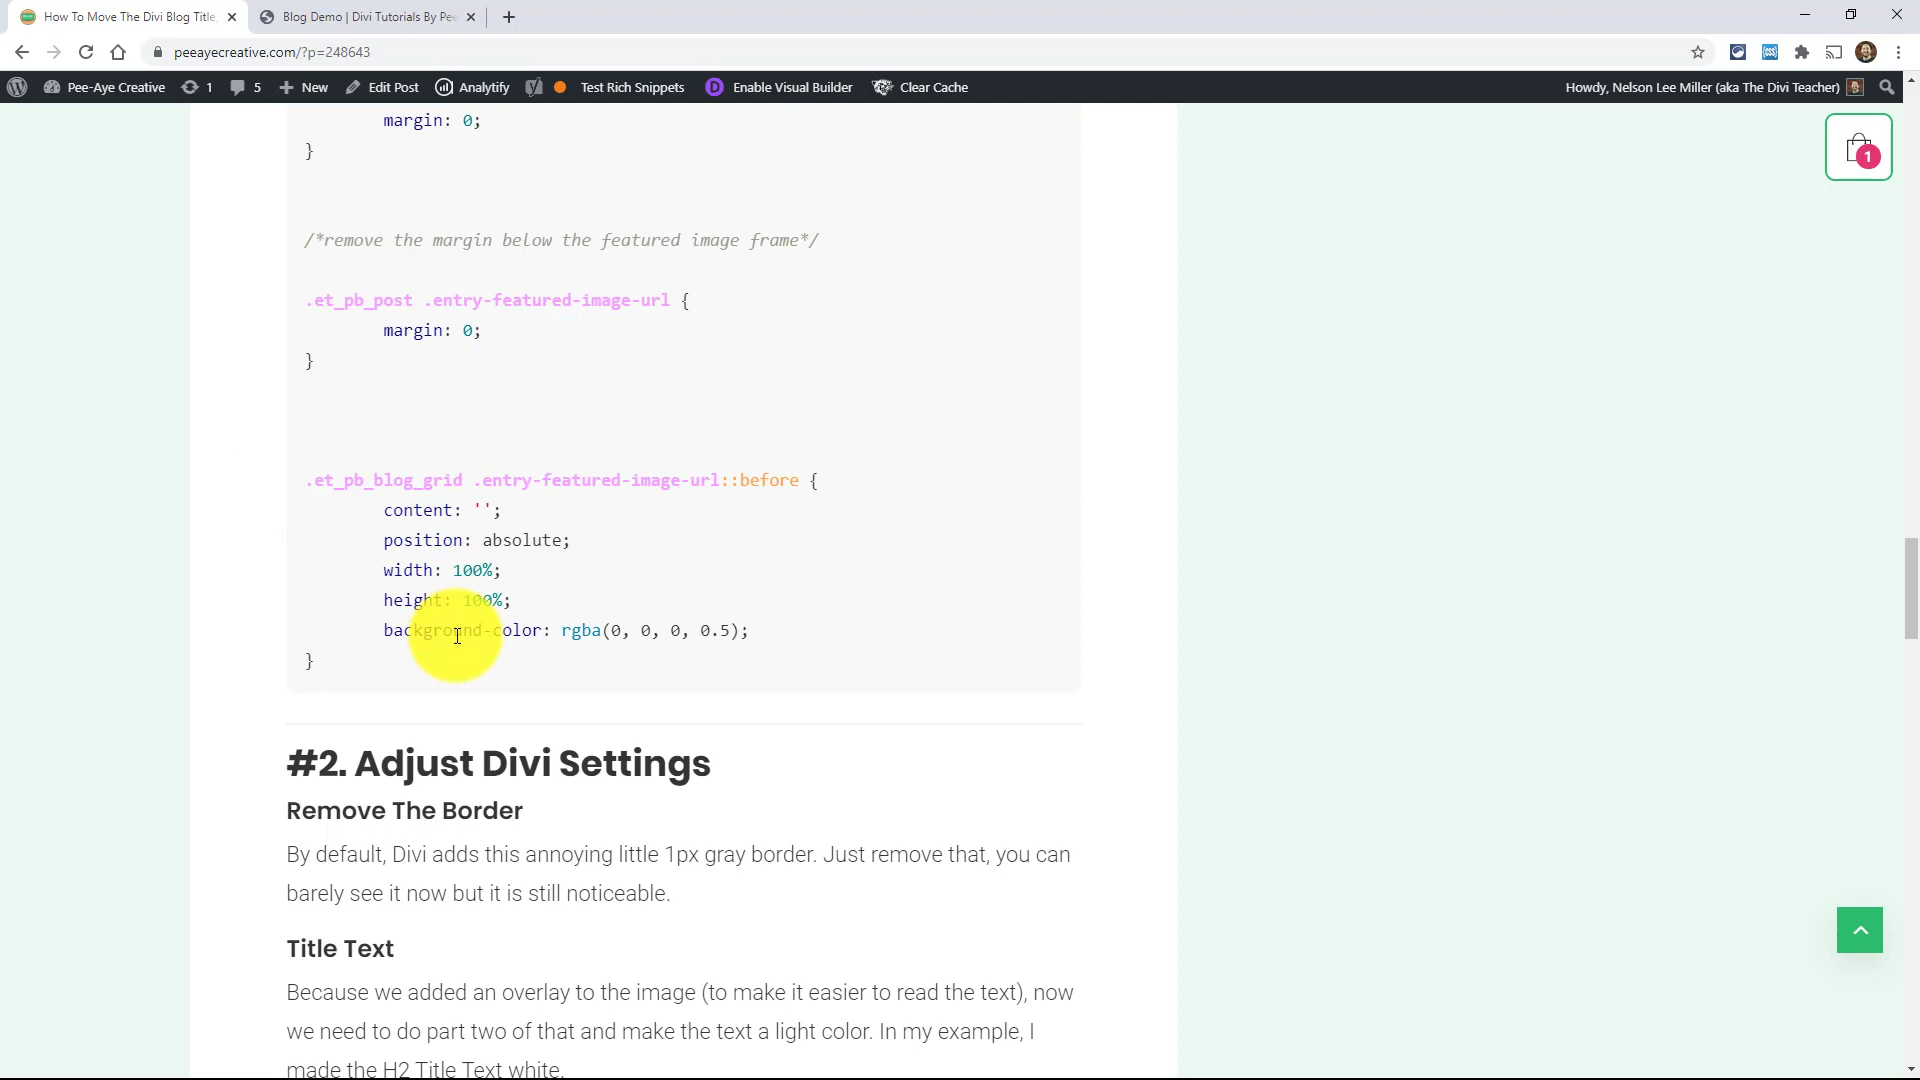 How To Move The Divi Blog Title,
Blog Demo | Divi Tutorials By Pee
peeayecreative.com/?p=248643
Pee-Aye Creative 1 5 New Edit Post Analytify Test Rich Snippets Enable Visual Builder Clear Cache Howdy, Nelson Lee Miller (aka The Divi Teacher)
1
margin: 0;
}
/*remove the margin below the featured image frame*/
.et_pb_post .entry-featured-image-url {
margin: 0;
}
.et_pb_blog_grid .entry-featured-image-url::before {
content: '';
position: absolute;
width: 100%;
height: 100%;
background-color: rgba(0, 0, 0, 0.5);
}
#2. Adjust Divi Settings
Remove The Border
By default, Divi adds this annoying little 1px gray border. Just remove that, you can
barely see it now but it is still noticeable.
Title Text
Because we added an overlay to the image (to make it easier to read the text), now
we need to do part two of that and make the text a light color. In my example, I
made the H2 Title Text white.